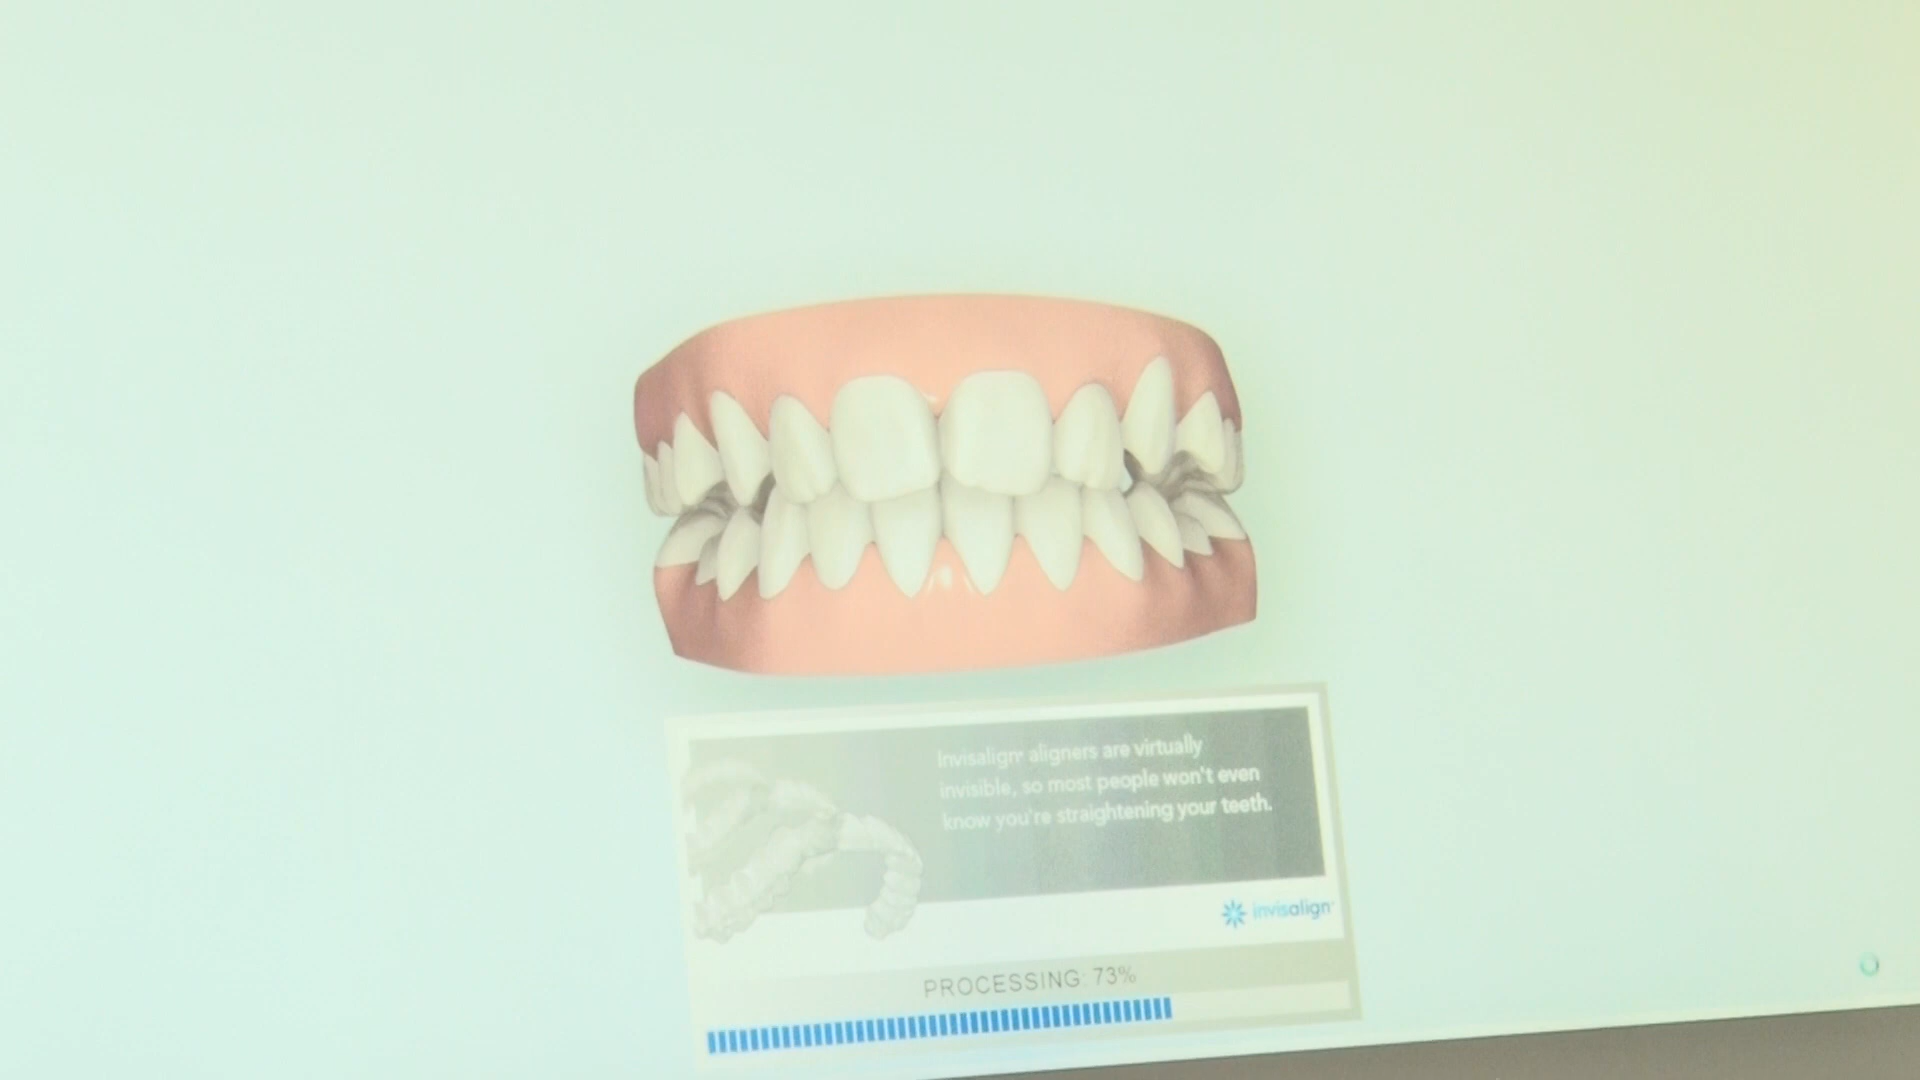 Invisalign® aligners are virtually
invisible, so most people won't even
know you're straightening your teeth.
invisalign®
PROCESSING: 73%